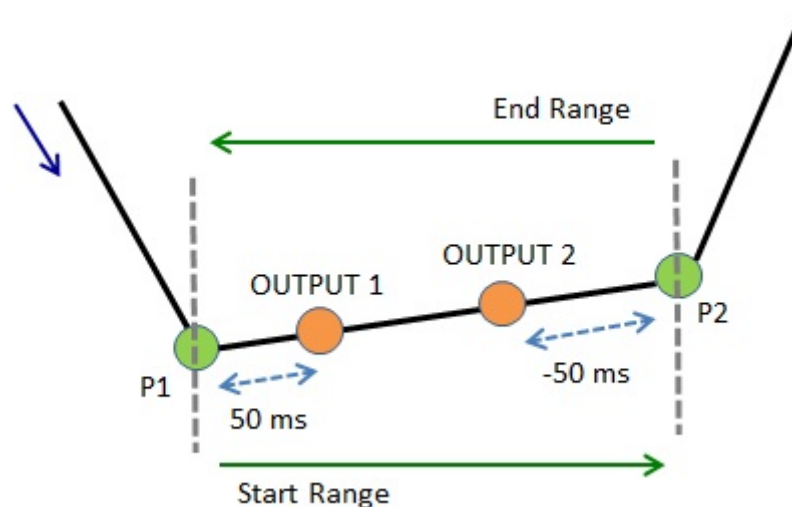 End Range
OUTPUT 2
OUTPUT 1
P2
P1
-50 ms
50 ms
Start Range